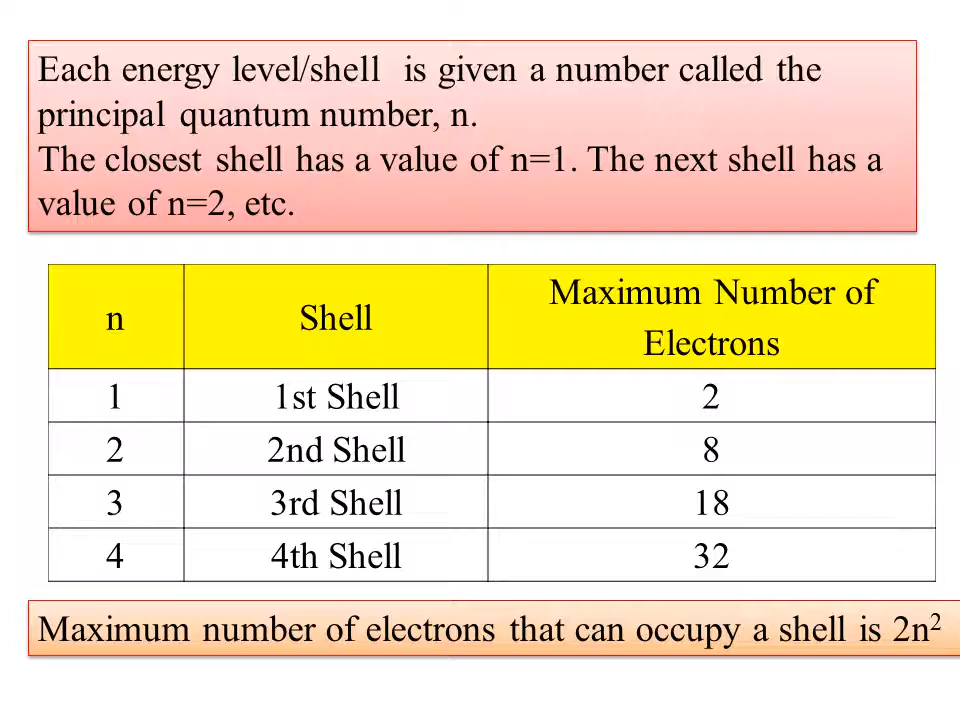 Each energy level/shell is given a number called the
principal quantum number, n.
The closest shell has a value of n=1. The next shell has a
value of n=2, etc.
n Shell Maximum Number of
Electrons
1 1st Shell 2
2 2nd Shell 8
3 3rd Shell 18
4 4th Shell 32
Maximum number of electrons that can occupy a shell is 2n²